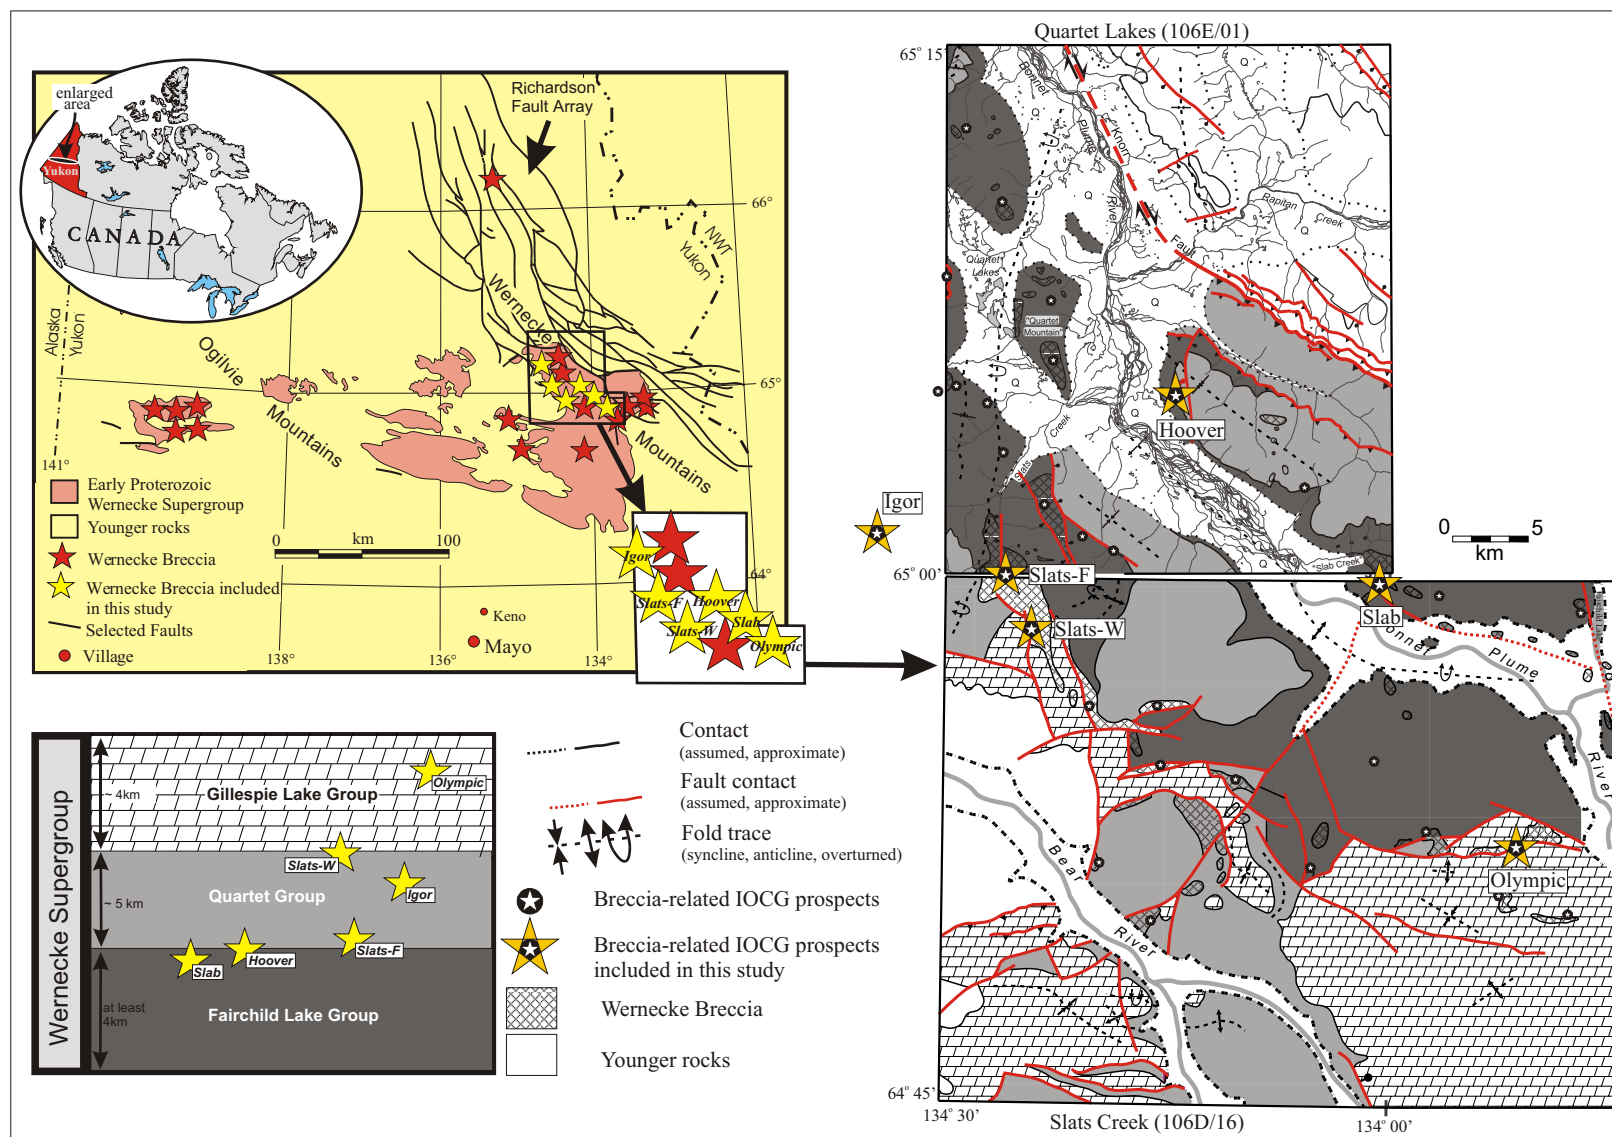 Quartet Lakes (106E/01)
65° 15'
enlarged
area
Yukon
CANADA
Richardson
Fault Array
66°
NWT
Yukon
Alaska
Yukon
Wernecke
Ogilvie
Mountains
65°
Mountains
141°
Early Proterozoic
Wernecke Supergroup
Younger rocks
Wernecke Breccia
Wernecke Breccia included
in this study
Selected Faults
Village
0 km 100
64°
Keno
Mayo
138°
136°
134°
Igor
Slats-F
Hoover
Slab
Slats-W
Olympic
Bonnet
Plume
River
Knorr
Fault
Rapitan
Creek
Quartet
Lakes
"Quartet
Mountain"
Q
Q
Q
Q
Q
Q
Q
Q
Q
Q
Slats
Creek
Hoover
Igor
0 5
km
"Slab Creek"
65° 00'
Slats-F
Slats-W
Slab
Plume
River
Bear
River
Olympic
64° 45'
134° 30'
134° 00'
Slats Creek (106D/16)
Wernecke Supergroup
~ 4km
Gillespie Lake Group
Olympic
Slats-W
Igor
~ 5 km
Quartet Group
Slats-F
Hoover
Slab
at least
4km
Fairchild Lake Group
Contact
(assumed, approximate)
Fault contact
(assumed, approximate)
Fold trace
(syncline, anticline, overturned)
Breccia-related IOCG prospects
Breccia-related IOCG prospects
included in this study
Wernecke Breccia
Younger rocks